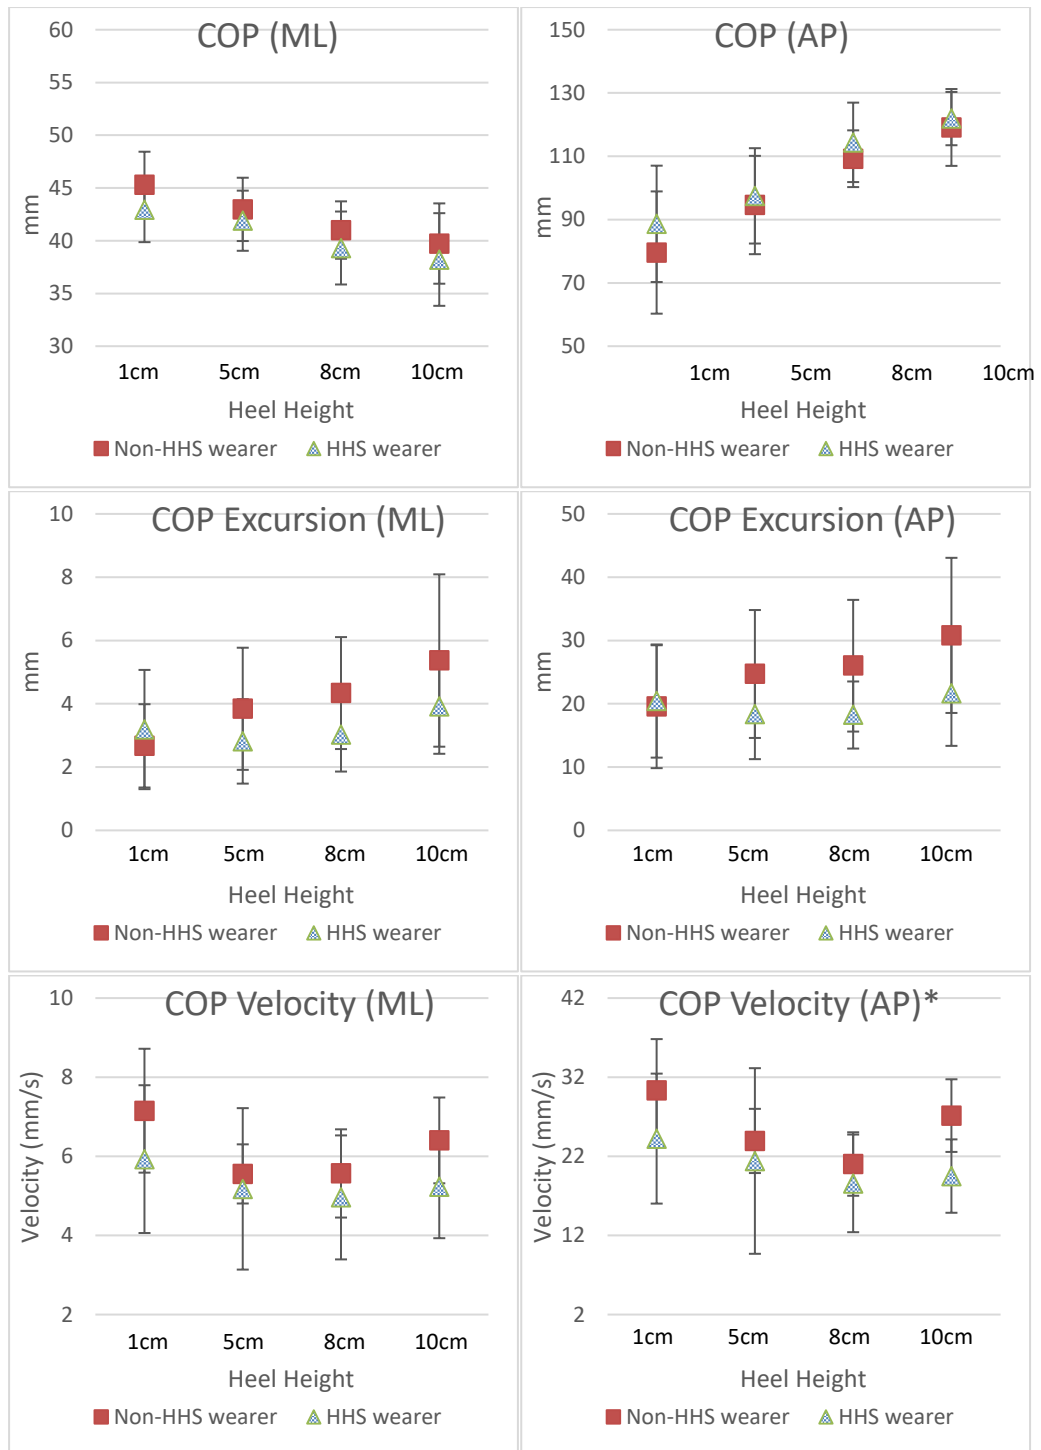 COP (ML)
60
55
50
45
40
35
30
mm
1cm 5cm 8cm 10cm
Heel Height
Non-HHS wearer HHS wearer
COP (AP)
150
130
110
90
70
50
mm
1cm 5cm 8cm 10cm
Heel Height
Non-HHS wearer HHS wearer
COP Excursion (ML)
10
8
6
4
2
0
mm
1cm 5cm 8cm 10cm
Heel Height
Non-HHS wearer HHS wearer
COP Excursion (AP)
50
40
30
20
10
0
mm
1cm 5cm 8cm 10cm
Heel Height
Non-HHS wearer HHS wearer
COP Velocity (ML)
10
8
6
4
2
Velocity (mm/s)
1cm 5cm 8cm 10cm
Heel Height
Non-HHS wearer HHS wearer
COP Velocity (AP)*
42
32
22
12
2
Velocity (mm/s)
1cm 5cm 8cm 10cm
Heel Height
Non-HHS wearer HHS wearer